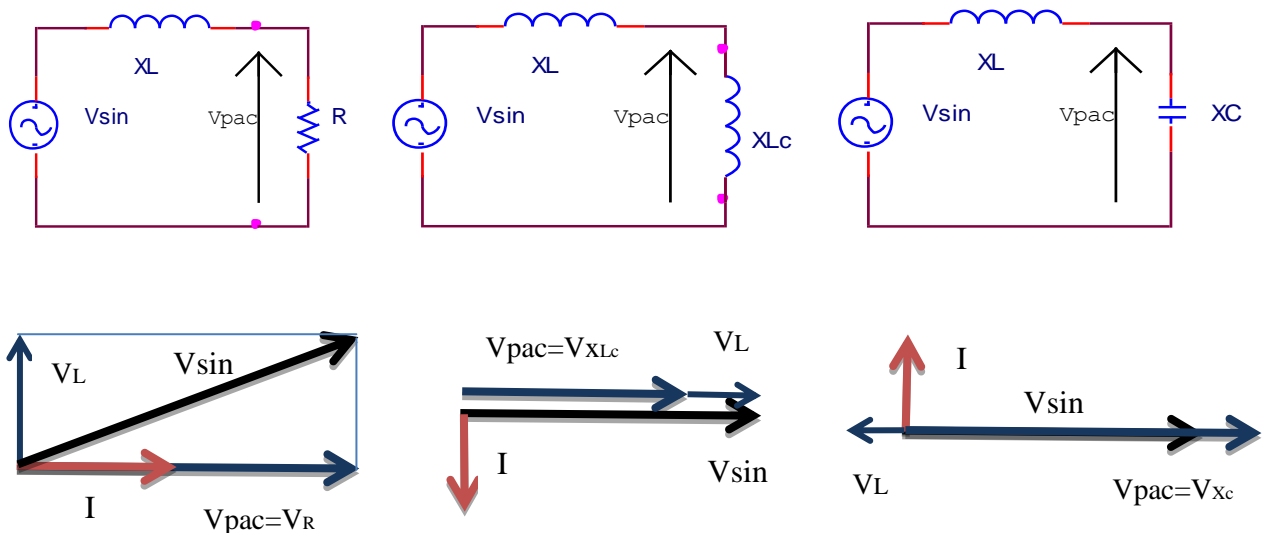 XL
Vsin
Vpac
R
XL
Vsin
Vpac
XLc
XL
Vsin
Vpac
XC
VL
Vsin
I
Vpac=VR
Vpac=VXLc
VL
I
Vsin
I
Vsin
VL
Vpac=VXc